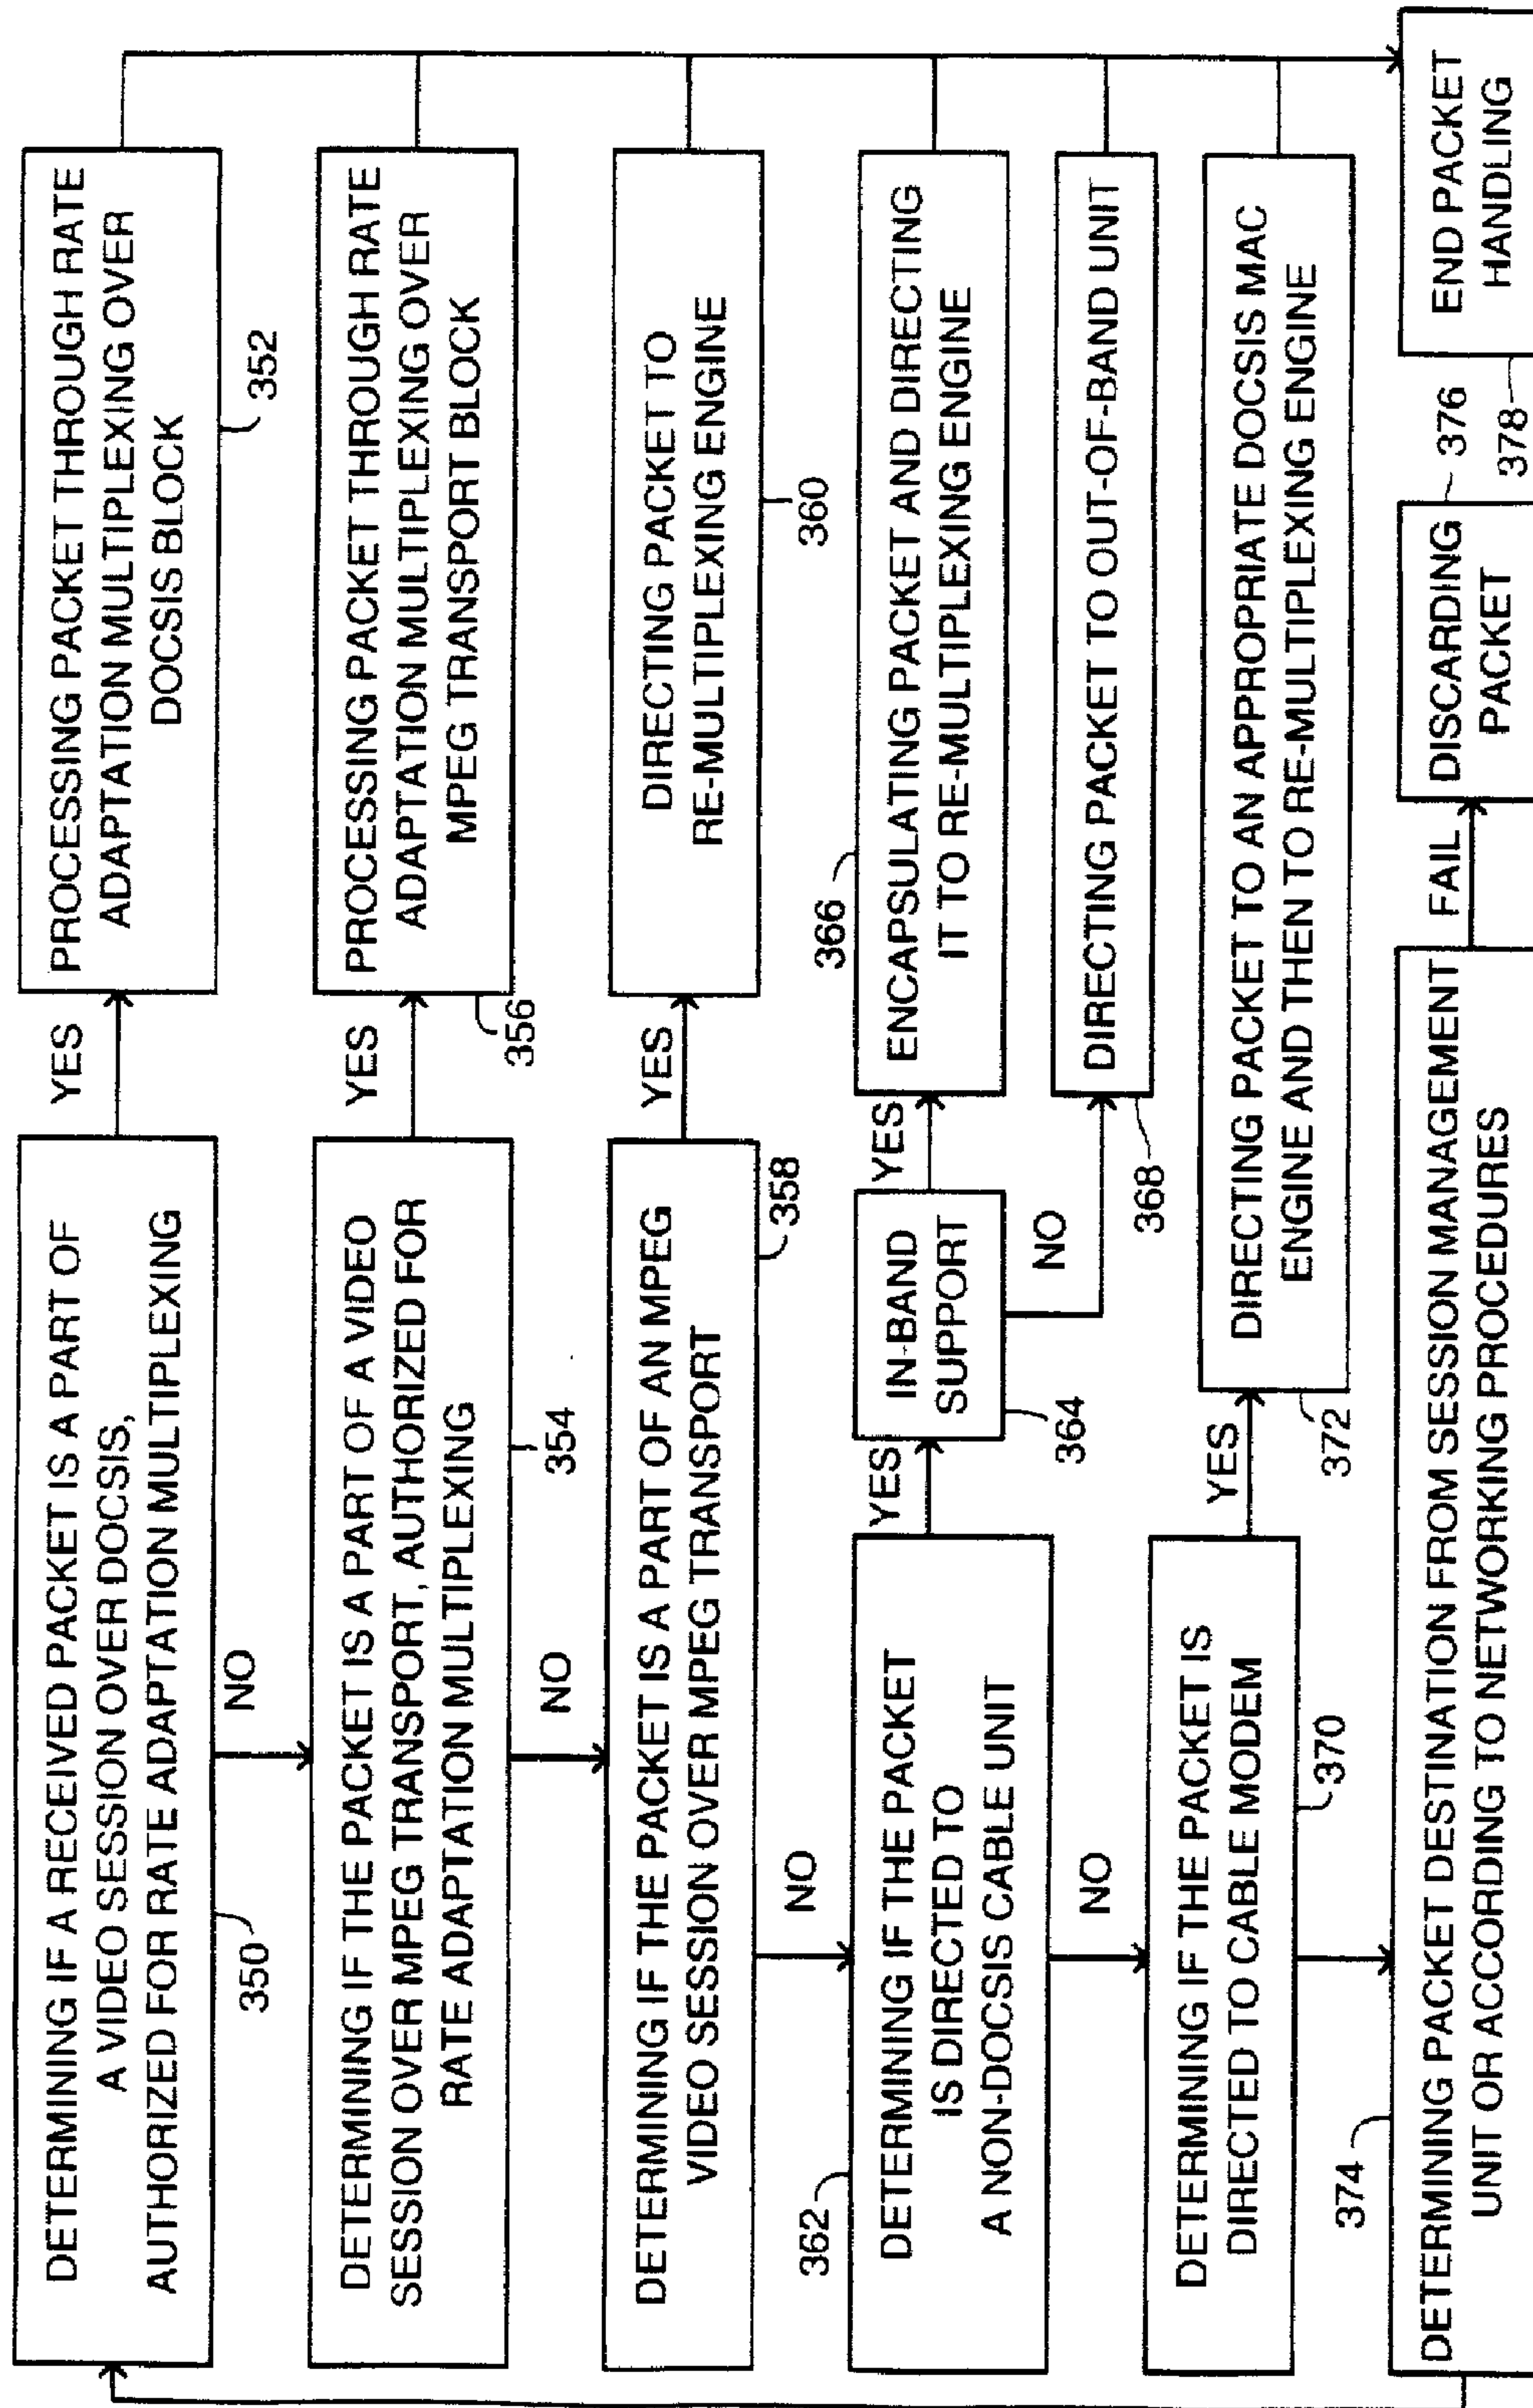 DETERMINING IF A RECEIVED PACKET IS A PART OF
A VIDEO SESSION OVER DOCSIS,
AUTHORIZED FOR RATE ADAPTATION MULTIPLEXING
350
YES
PROCESSING PACKET THROUGH RATE
ADAPTATION MULTIPLEXING OVER
DOCSIS BLOCK
352
NO
DETERMINING IF THE PACKET IS A PART OF A VIDEO
SESSION OVER MPEG TRANSPORT, AUTHORIZED FOR
RATE ADAPTATION MULTIPLEXING
354
YES
PROCESSING PACKET THROUGH RATE
ADAPTATION MULTIPLEXING OVER
MPEG TRANSPORT BLOCK
356
NO
DETERMINING IF THE PACKET IS A PART OF AN MPEG
VIDEO SESSION OVER MPEG TRANSPORT
358
YES
DIRECTING PACKET TO
RE-MULTIPLEXING ENGINE
360
NO
362
DETERMINING IF THE PACKET
IS DIRECTED TO
A NON-DOCSIS CABLE UNIT
YES
IN-BAND
SUPPORT
364
YES
366
ENCAPSULATING PACKET AND DIRECTING
IT TO RE-MULTIPLEXING ENGINE
NO
DIRECTING PACKET TO OUT-OF-BAND UNIT
368
NO
DETERMINING IF THE PACKET IS
DIRECTED TO CABLE MODEM
370
YES
DIRECTING PACKET TO AN APPROPRIATE DOCSIS MAC
ENGINE AND THEN TO RE-MULTIPLEXING ENGINE
372
374
DETERMINING PACKET DESTINATION FROM SESSION MANAGEMENT
UNIT OR ACCORDING TO NETWORKING PROCEDURES
FAIL
DISCARDING
PACKET
376
END PACKET
HANDLING
378